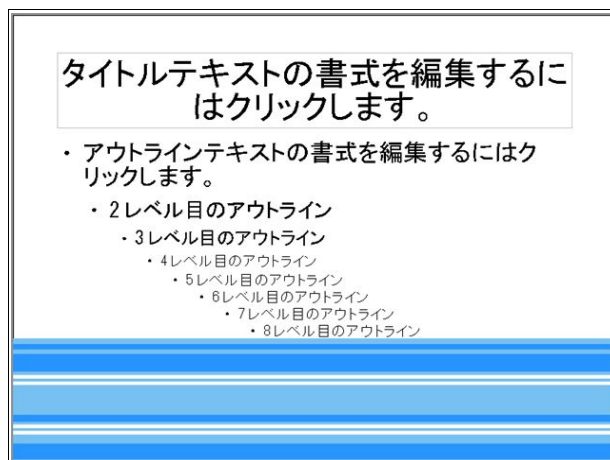 タイトルテキストの書式を編集するに
はクリックします。
・アウトラインテキストの書式を編集するにはク
リックします。
・2レベル目のアウトライン
・3レベル目のアウトライン
・4レベル目のアウトライン
・5レベル目のアウトライン
・6レベル目のアウトライン
・7レベル目のアウトライン
・8レベル目のアウトライン